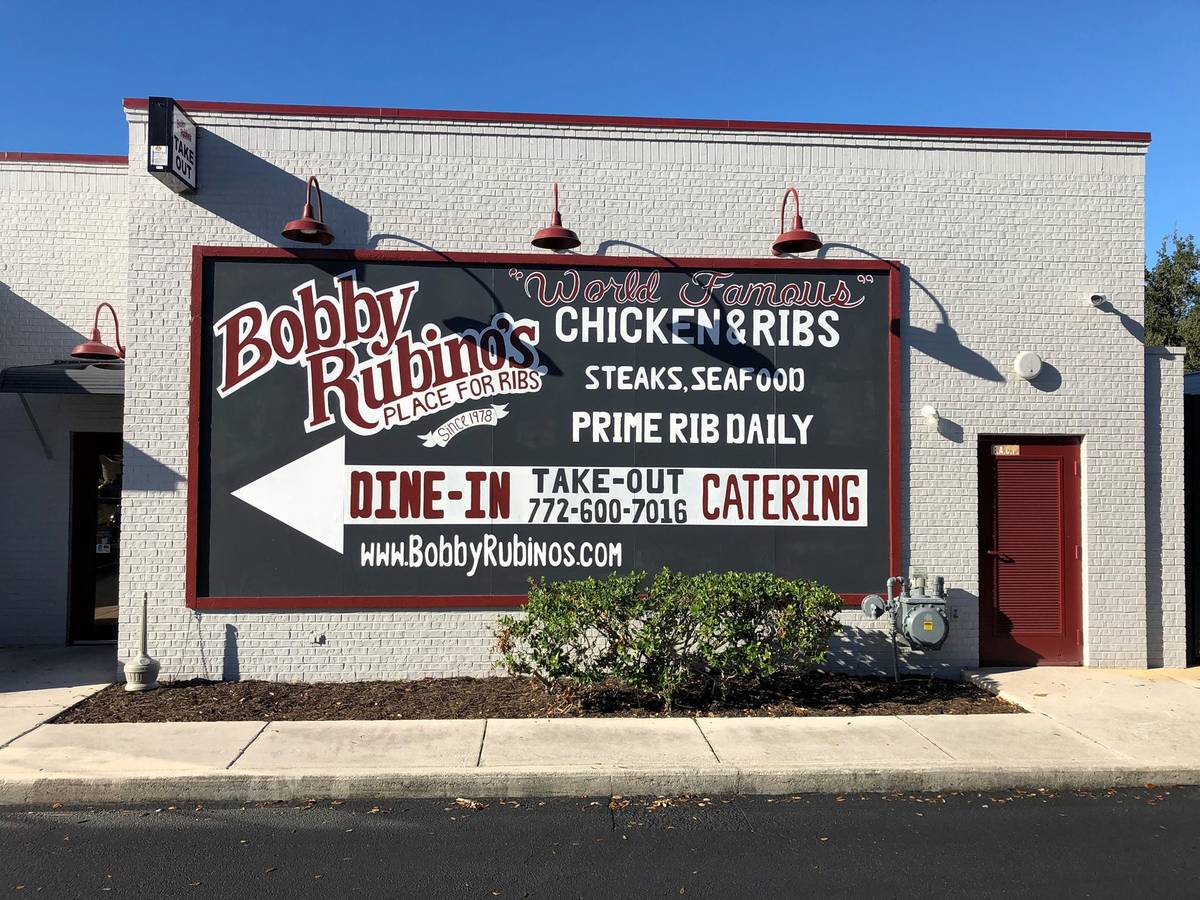 TAKE
OUT
Bobby
Rubino's
PLACE FOR RIBS
Since 1978
"World Famous"
CHICKEN & RIBS
STEAKS, SEAFOOD
PRIME RIB DAILY
DINE-IN
TAKE-OUT
772-600-7016
CATERING
www.BobbyRubinos.com